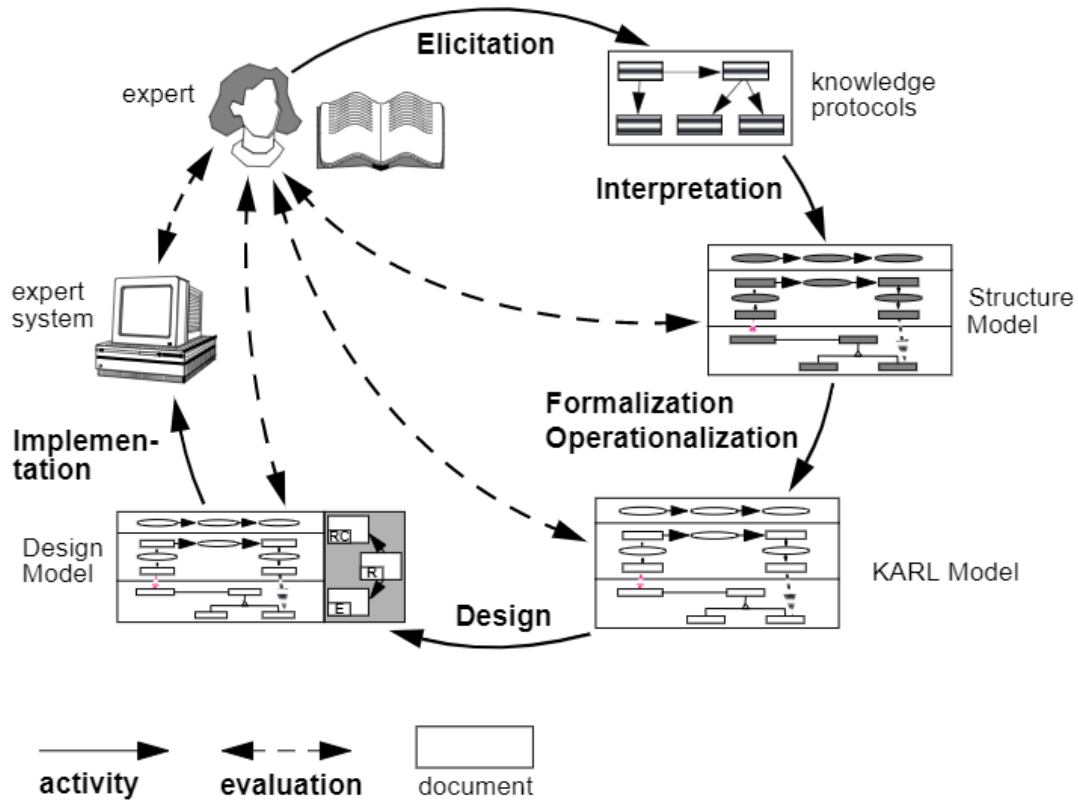 Elicitation
expert
knowledge
protocols
Interpretation
expert
system
Structure
Model
Formalization
Operationalization
Implemen-
tation
Design
Model
RC
R
E
KARL Model
Design
activity
evaluation
document